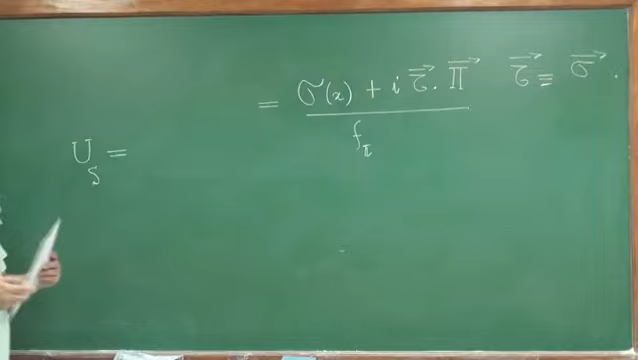 = σ(x) + i τ⃗ . Π⃗ / f_π τ⃗ ≡ σ⃗ .
U_S =